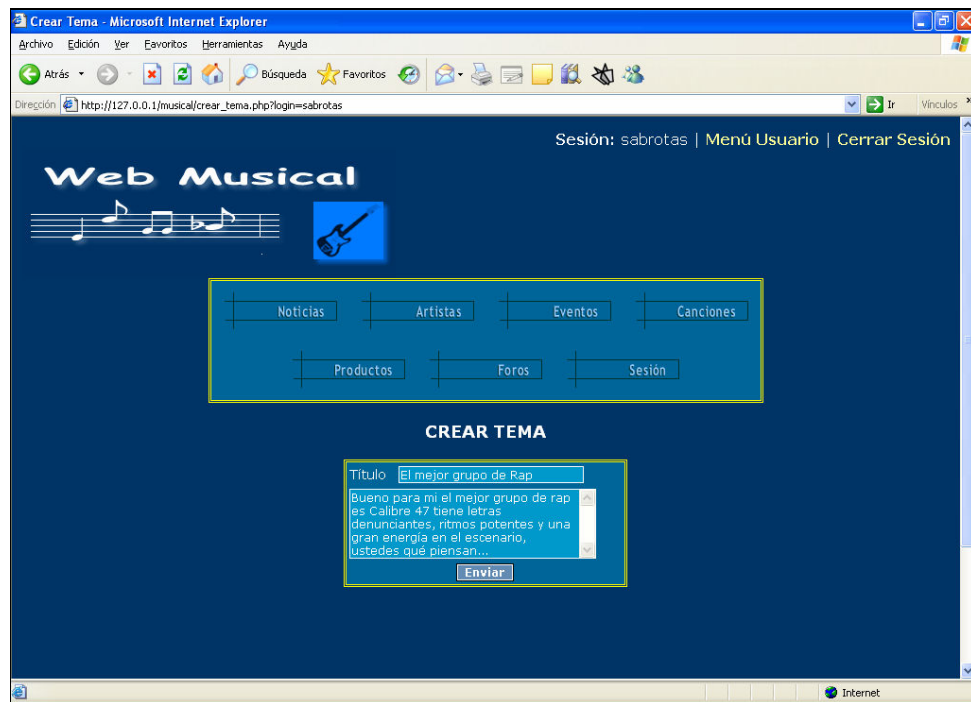 Crear Tema - Microsoft Internet Explorer
Archivo Edición Ver Favoritos Herramientas Ayuda
Atrás Búsqueda Favoritos
Dirección http://127.0.0.1/musical/crear_tema.php?login=sabrotas Ir Vínculos »
Sesión: sabrotas | Menú Usuario | Cerrar Sesión
Web Musical
Noticias Artistas Eventos Canciones
Productos Foros Sesión
CREAR TEMA
Título El mejor grupo de Rap
Bueno para mi el mejor grupo de rap
es Calibre 47 tiene letras
denunciantes, ritmos potentes y una
gran energía en el escenario,
ustedes qué piensan...
Enviar
Internet